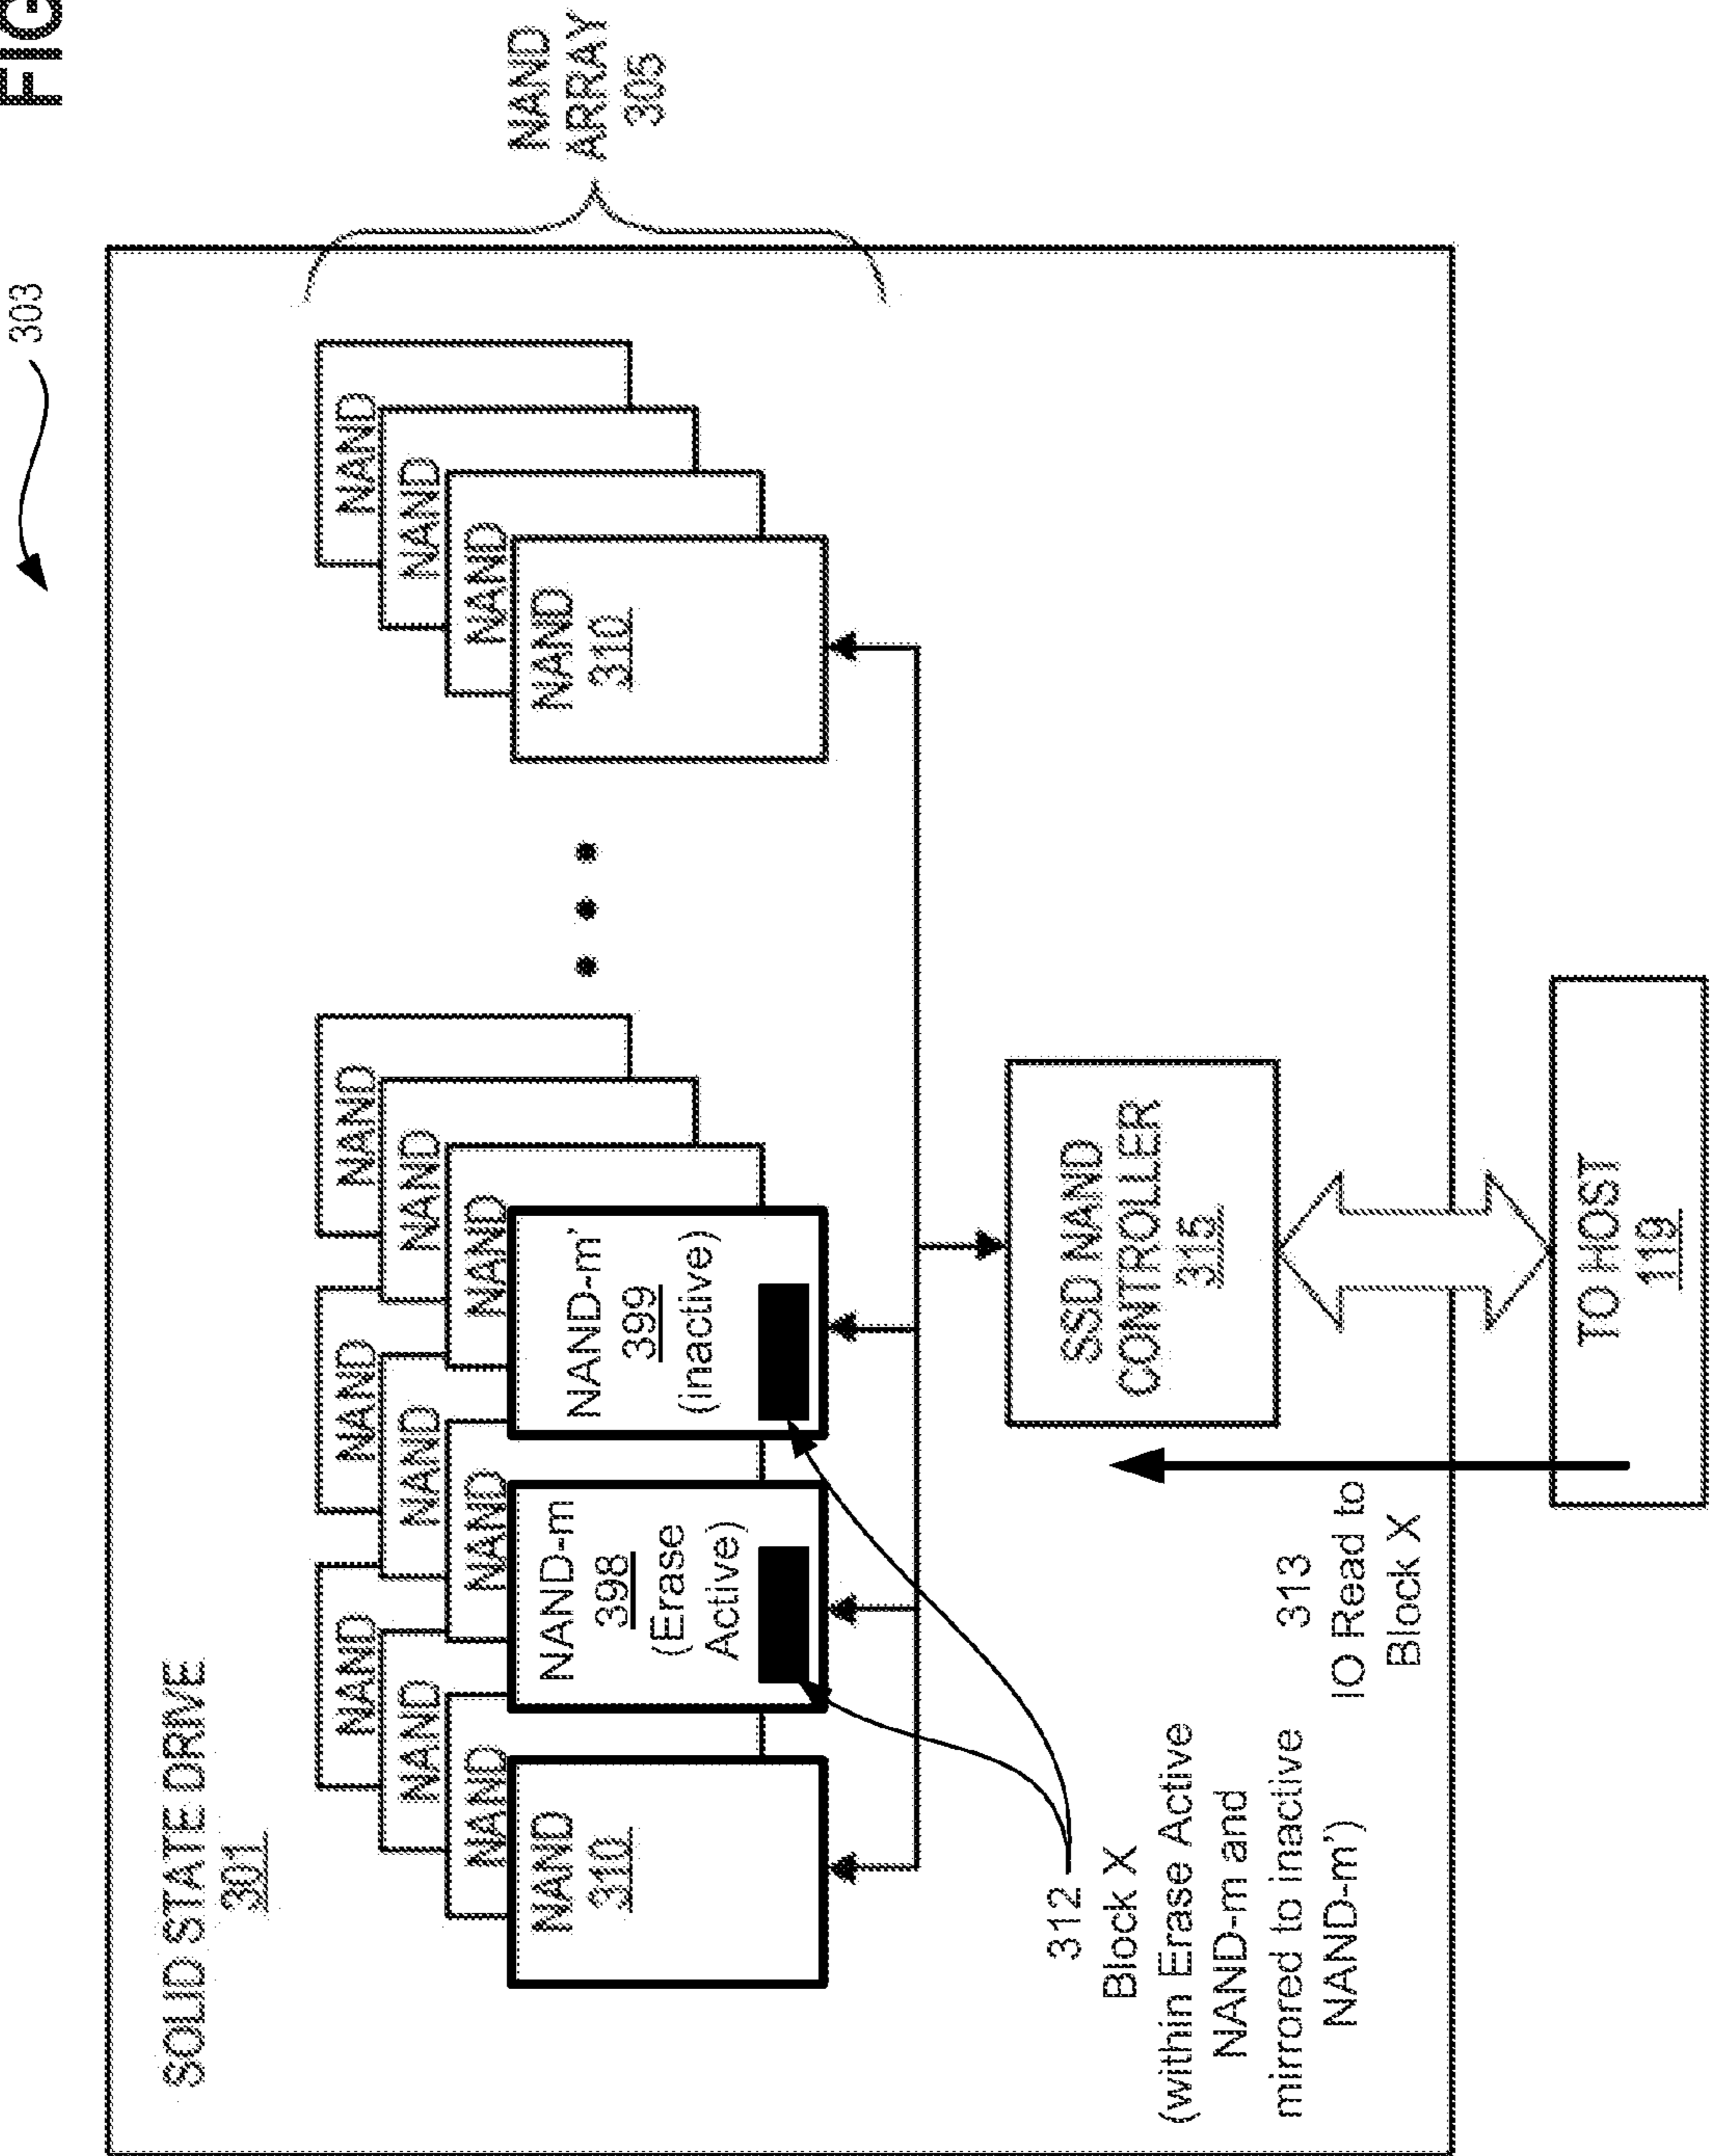 FIG
303
NAND
ARRAY
305
SOLID STATE DRIVE
301
NAND
NAND
NAND
NAND
310
NAND
NAND
NAND
NAND-m
398
(Erase
Active)
NAND
NAND
NAND
NAND-m’
399
(inactive)
NAND
NAND
NAND
NAND
310
312
Block X
(within Erase Active
NAND-m and
mirrored to inactive
NAND-m’)
313
IO Read to
Block X
SSD NAND
CONTROLLER
315
TO HOST
119